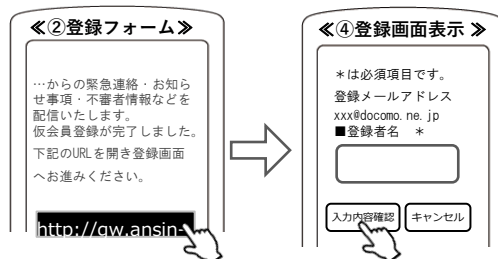 ≪②登録フォーム≫
…からの緊急連絡・お知ら
せ事項・不審者情報などを
配信いたします。
仮会員登録が完了しました。
下記のURLを開き登録画面
へお進みください。
http://gw.ansin-
≪④登録画面表示 ≫
＊は必須項目です。
登録メールアドレス
xxx@docomo.ne.jp
■登録者名 ＊
入力内容確認
キャンセル